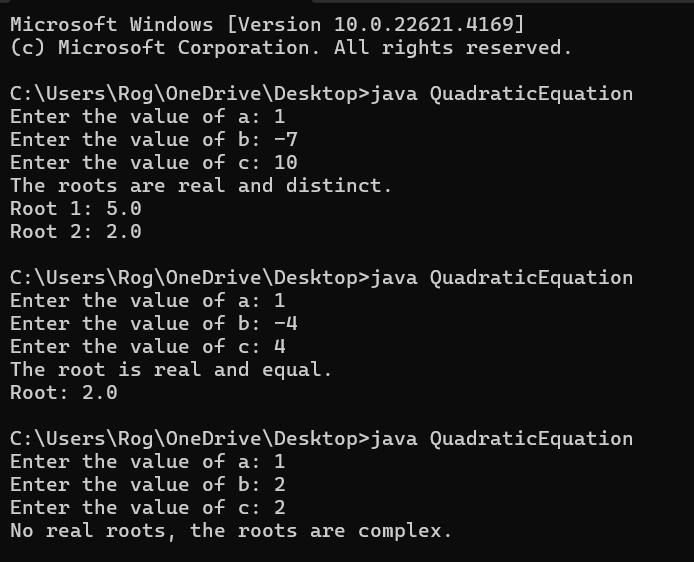 Microsoft Windows [Version 10.0.22621.4169]
(c) Microsoft Corporation. All rights reserved.
C:\Users\Rog\OneDrive\Desktop>java QuadraticEquation
Enter the value of a: 1
Enter the value of b: -7
Enter the value of c: 10
The roots are real and distinct.
Root 1: 5.0
Root 2: 2.0
C:\Users\Rog\OneDrive\Desktop>java QuadraticEquation
Enter the value of a: 1
Enter the value of b: -4
Enter the value of c: 4
The root is real and equal.
Root: 2.0
C:\Users\Rog\OneDrive\Desktop>java QuadraticEquation
Enter the value of a: 1
Enter the value of b: 2
Enter the value of c: 2
No real roots, the roots are complex.